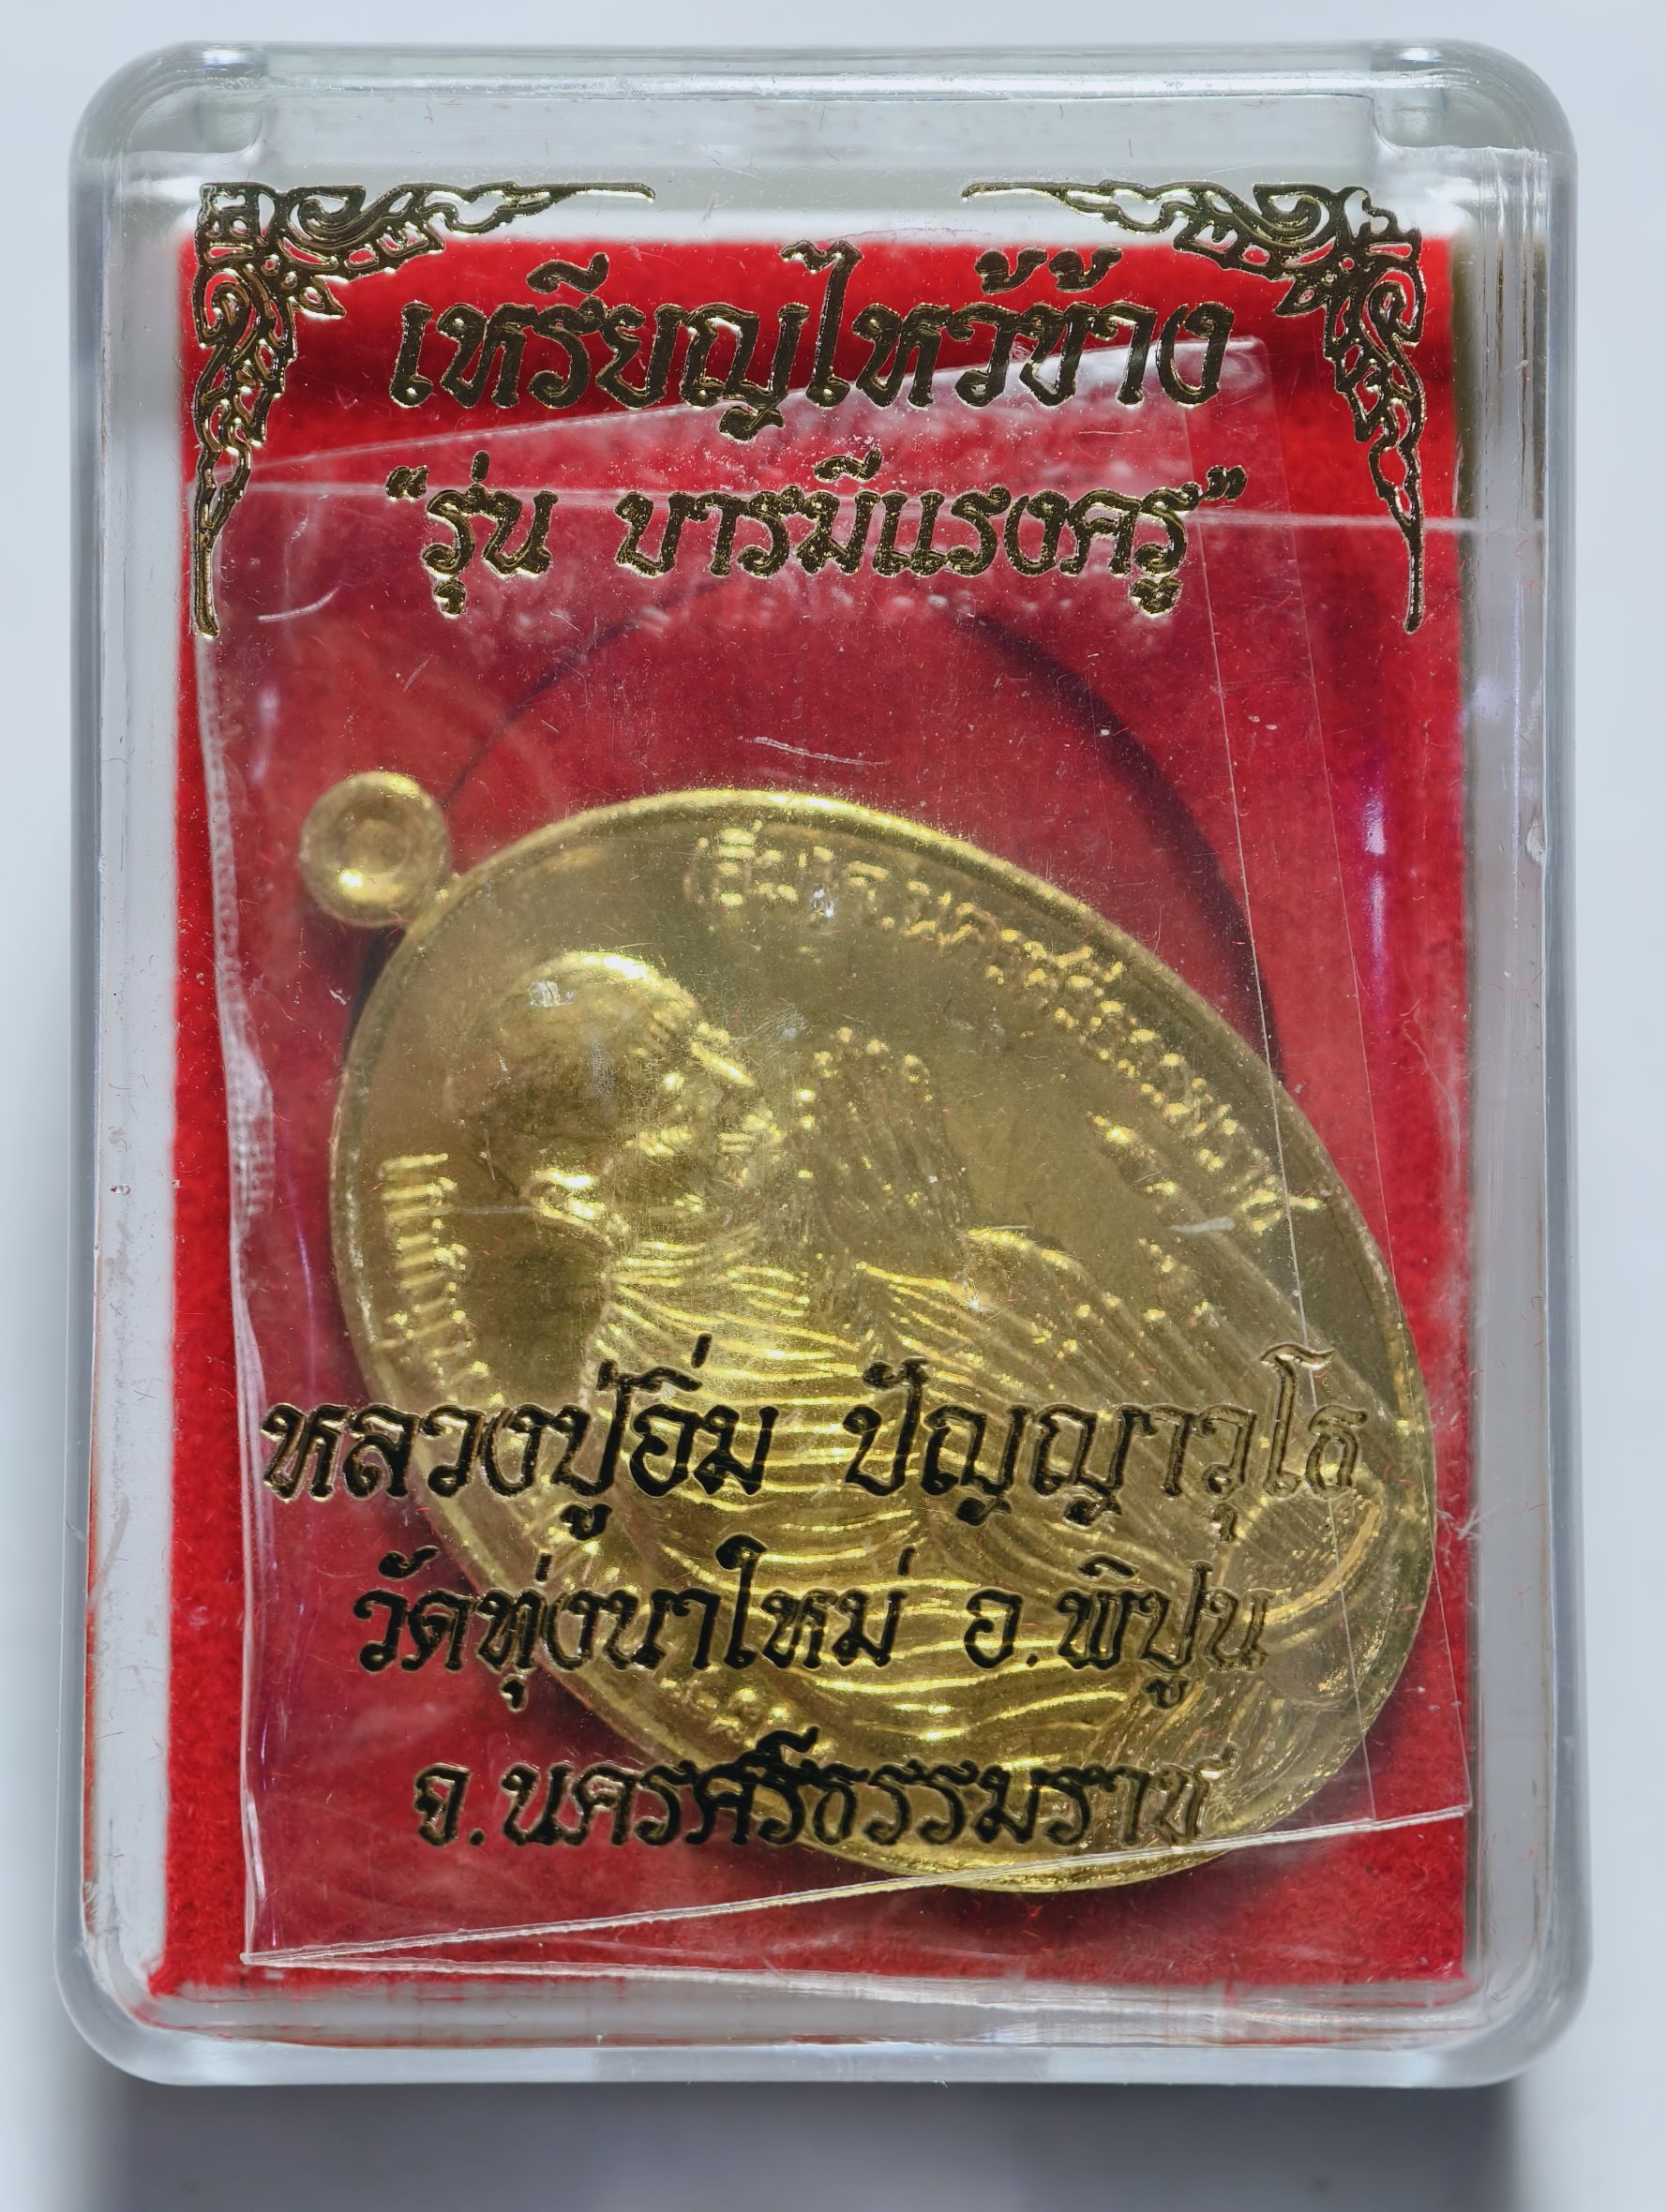 เหรียญไหว้ข้าง
“รุ่น บารมีแรงครู”
หลวงปู่อิ่ม ปัญญาวุโธ
วัดทุ่งนาใหม่ อ.พิปูน
จ.นครศรีธรรมราช